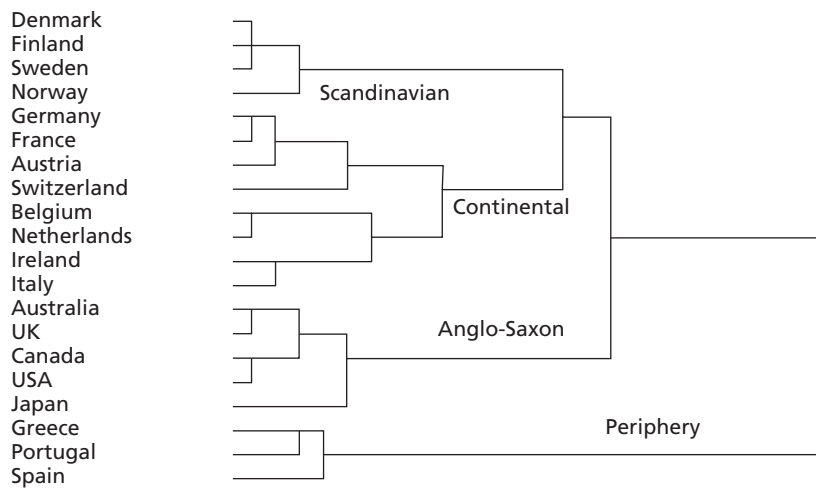 Denmark
Finland
Sweden
Norway
Scandinavian
Germany
France
Austria
Switzerland
Belgium
Continental
Netherlands
Ireland
Italy
Australia
UK
Anglo-Saxon
Canada
USA
Japan
Greece
Periphery
Portugal
Spain